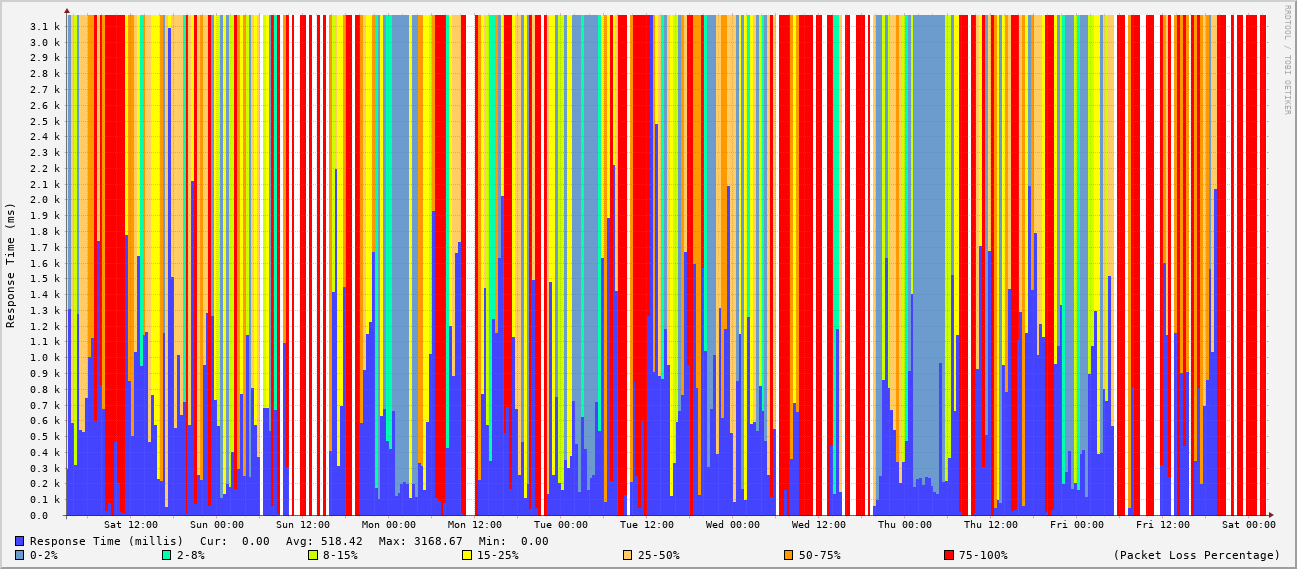 3.1 k
3.0 k
2.9 k
2.8 k
2.7 k
2.6 k
2.5 k
2.4 k
2.3 k
2.2 k
2.1 k
1.9 k
1.8 k
1.7 k
1.6 k
1.5 k
1.4 k
1.3 k
1.2 k
1.1 k
1.0 k
0.9 k
0.8 k
0.7 k
0.6 k
0.5 k
0.4 k
0.3 k
0.2 k
0.1 k
0.0
Response Time (ms)
RRDTOOL / TOBI OETIKER
Sat 12:00 Sun 00:00 Sun 12:00 Mon 00:00 Mon 12:00 Tue 00:00 Tue 12:00 Wed 00:00 Wed 12:00 Thu 00:00 Thu 12:00 Fri 00:00 Fri 12:00 Sat 00:00
Response Time (millis) Cur: 0.00 Avg: 518.42 Max: 3168.67 Min: 0.00
0-2% 2-8% 8-15% 15-25% 25-50% 50-75% 75-100% (Packet Loss Percentage)